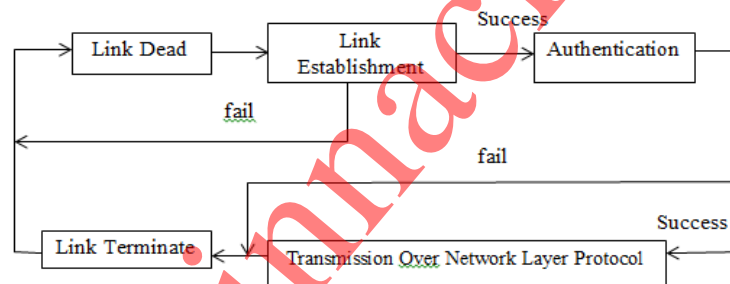 Success
Link Dead
Link
Establishment
Authentication
fail
fail
Success
Link Terminate
Transmission Over Network Layer Protocol